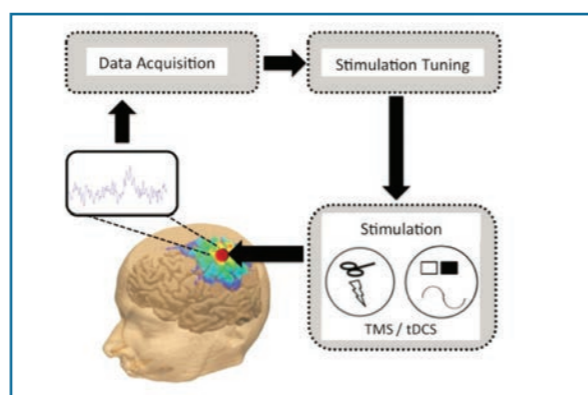 Data Acquisition
Stimulation Tuning
Stimulation
TMS / tDCS